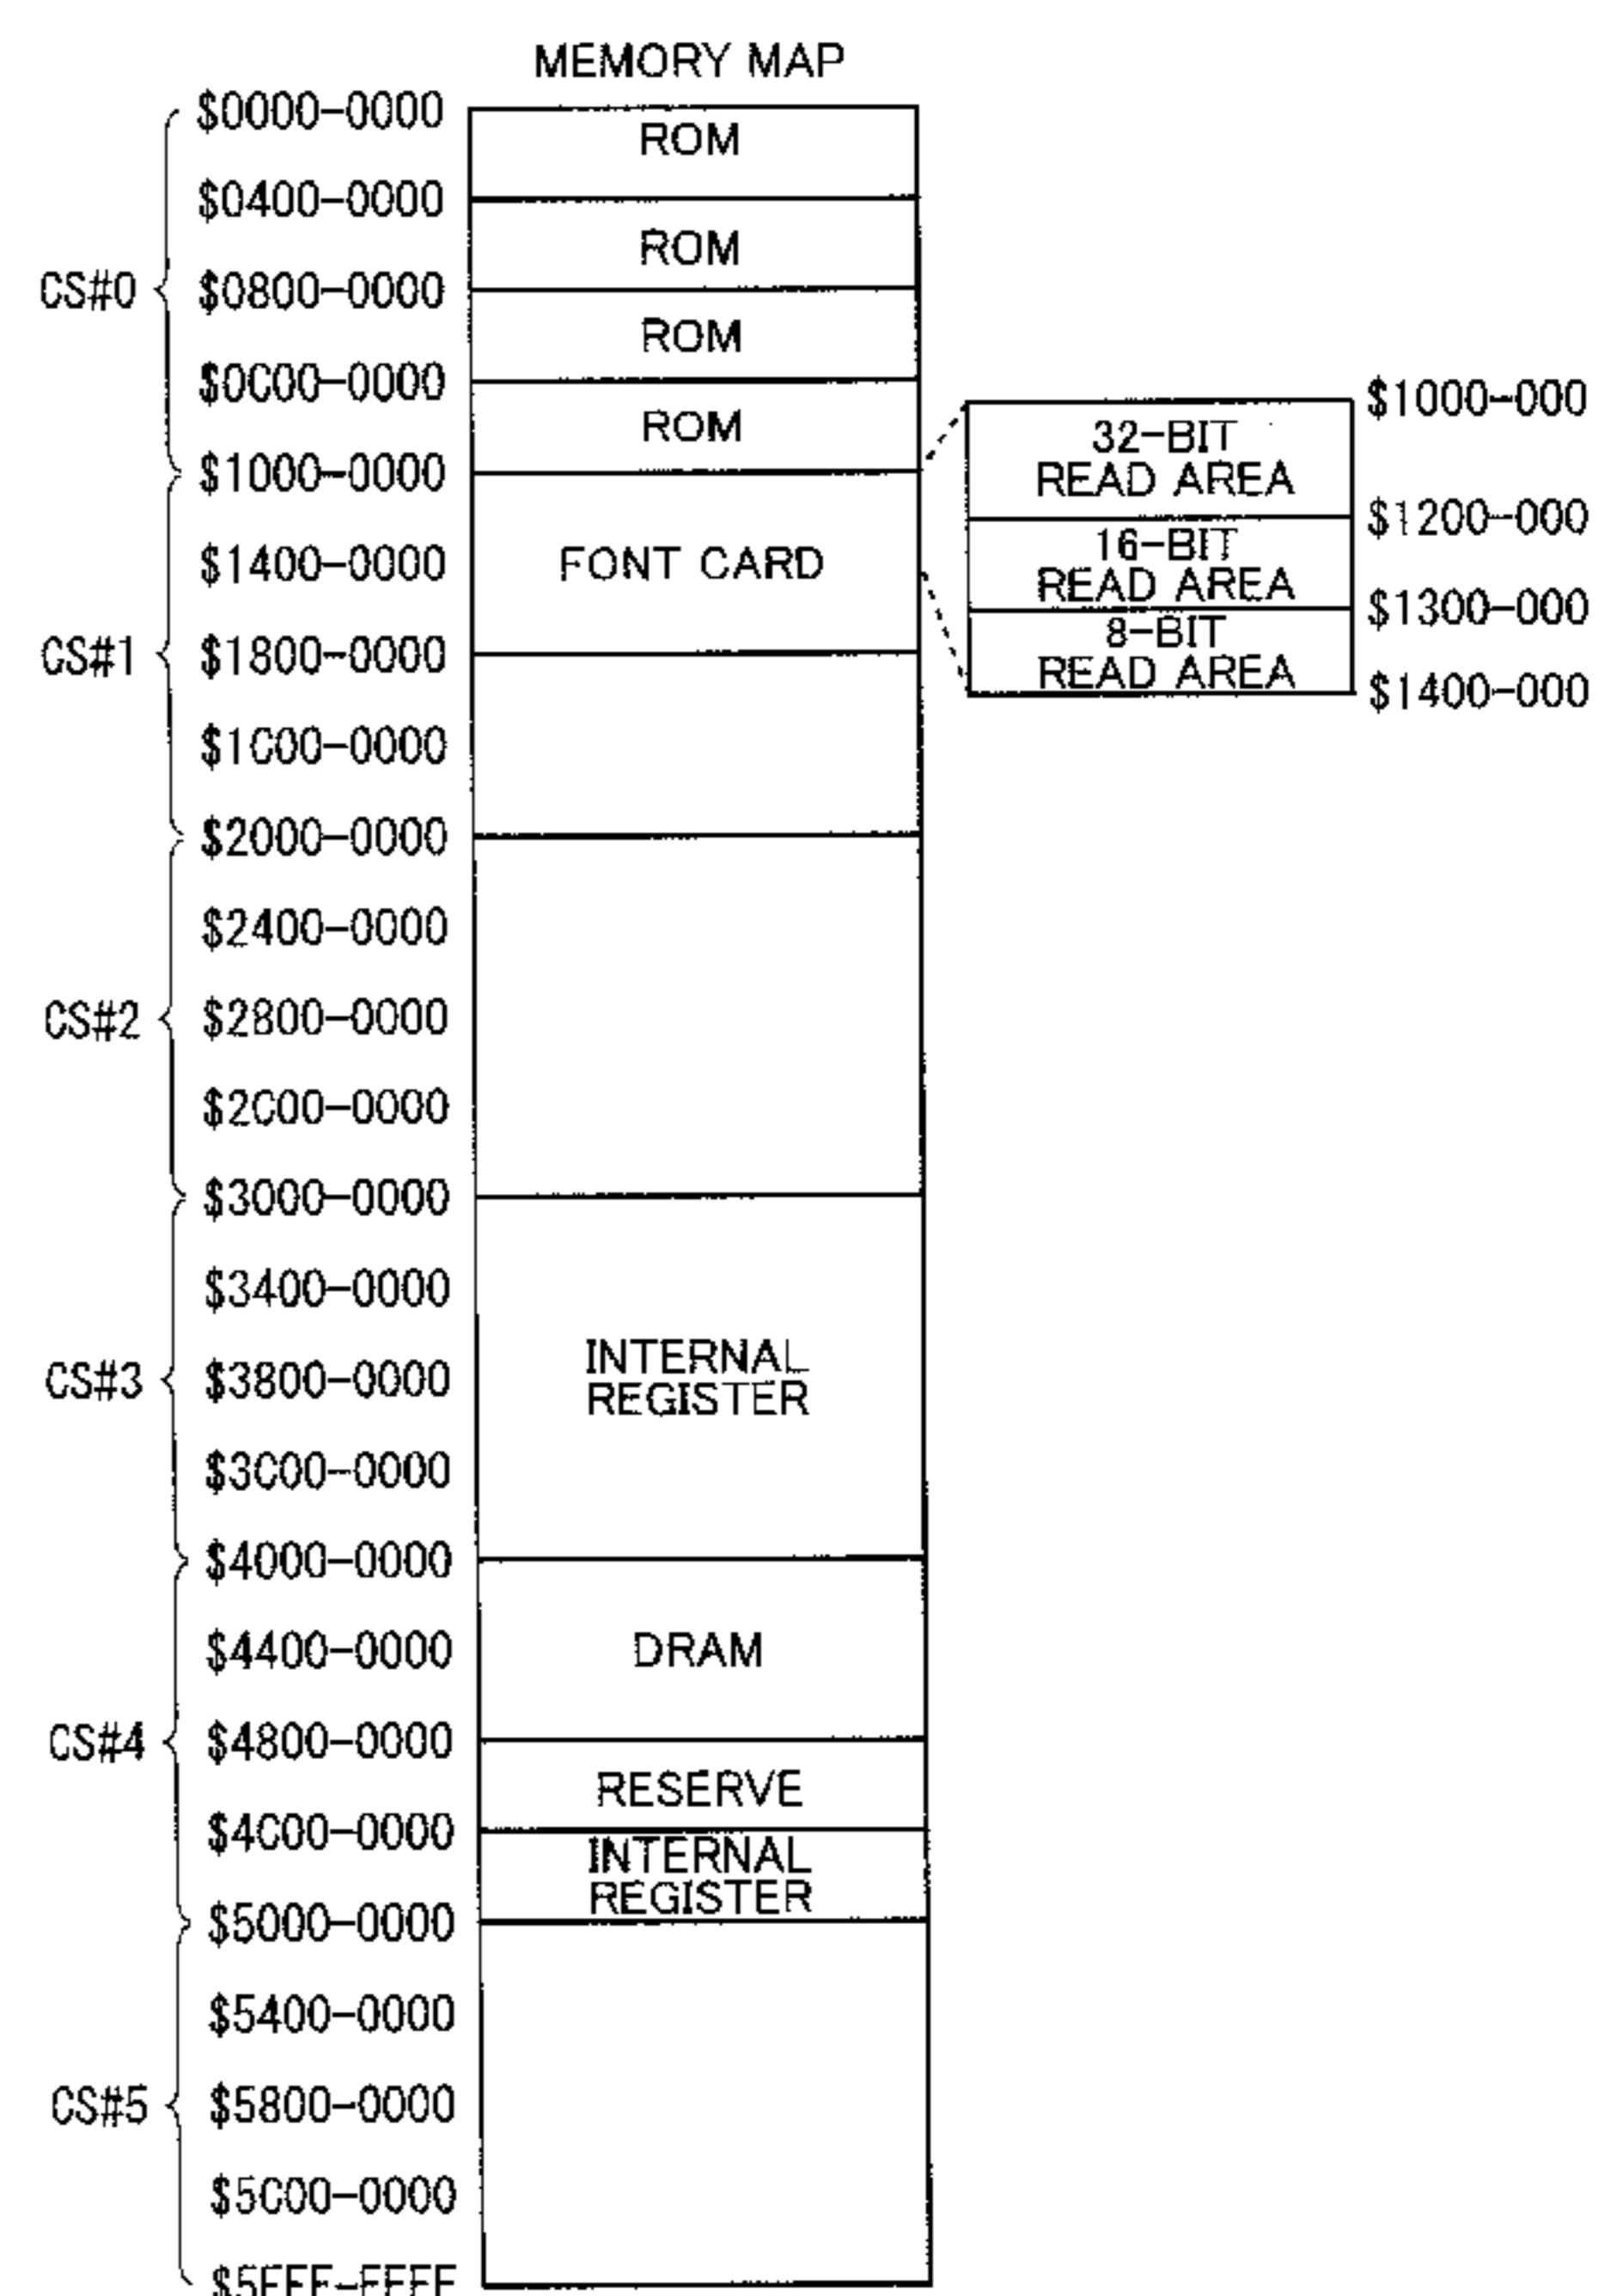 MEMORY MAP
$0000-0000
ROM
$0400-0000
ROM
CS#0
$0800-0000
ROM
$0C00-0000
ROM
$1000-0000
FONT CARD
$1400-0000
CS#1
$1800-0000
$1C00-0000
$2000-0000
$2400-0000
CS#2
$2800-0000
$2C00-0000
$3000-0000
$3400-0000
INTERNAL
REGISTER
CS#3
$3800-0000
$3C00-0000
$4000-0000
DRAM
$4400-0000
CS#4
$4800-0000
RESERVE
$4C00-0000
INTERNAL
REGISTER
$5000-0000
$5400-0000
CS#5
$5800-0000
$5C00-0000
$5FFF-FFFF
$1000-000
32-BIT
READ AREA
$1200-000
16-BIT
READ AREA
$1300-000
8-BIT
READ AREA
$1400-000